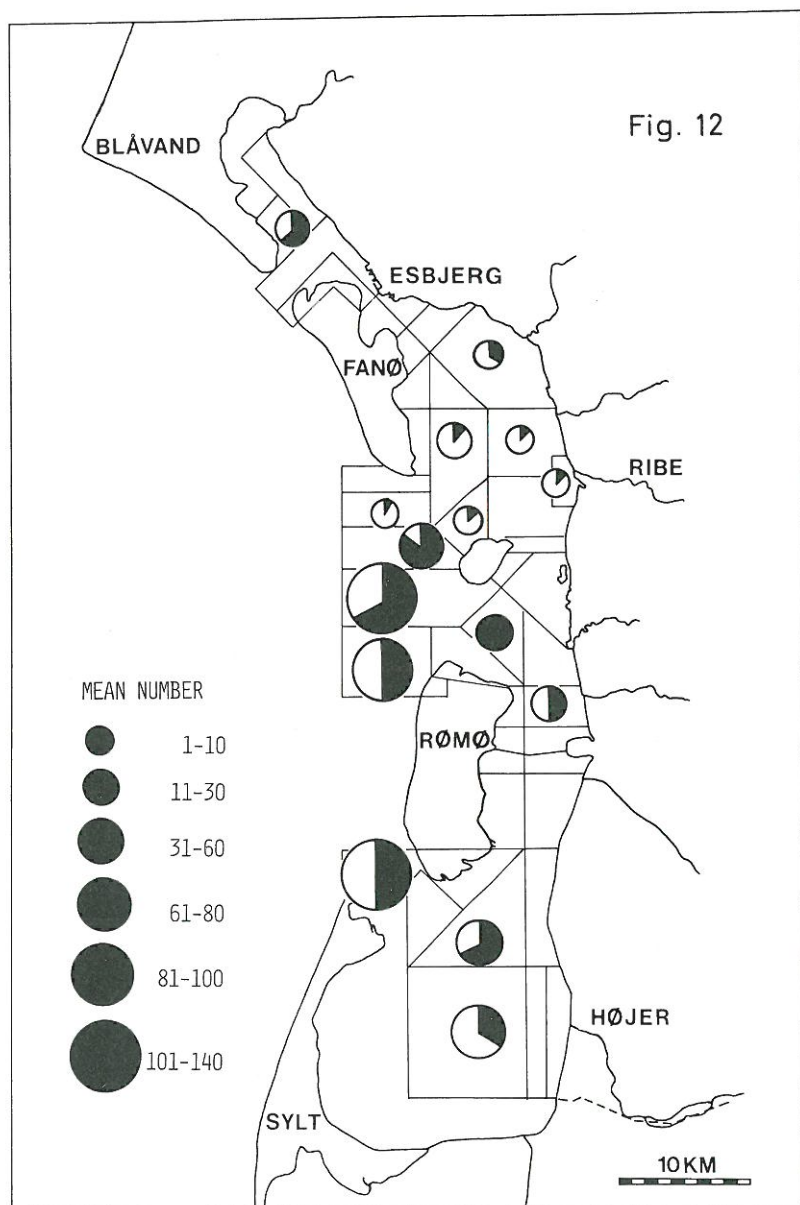 Fig. 12
BLÅVAND
ESBJERG
FANØ
RIBE
MEAN NUMBER
1-10
11-30
31-60
61-80
81-100
101-140
RØMØ
HØJER
SYLT
10 KM